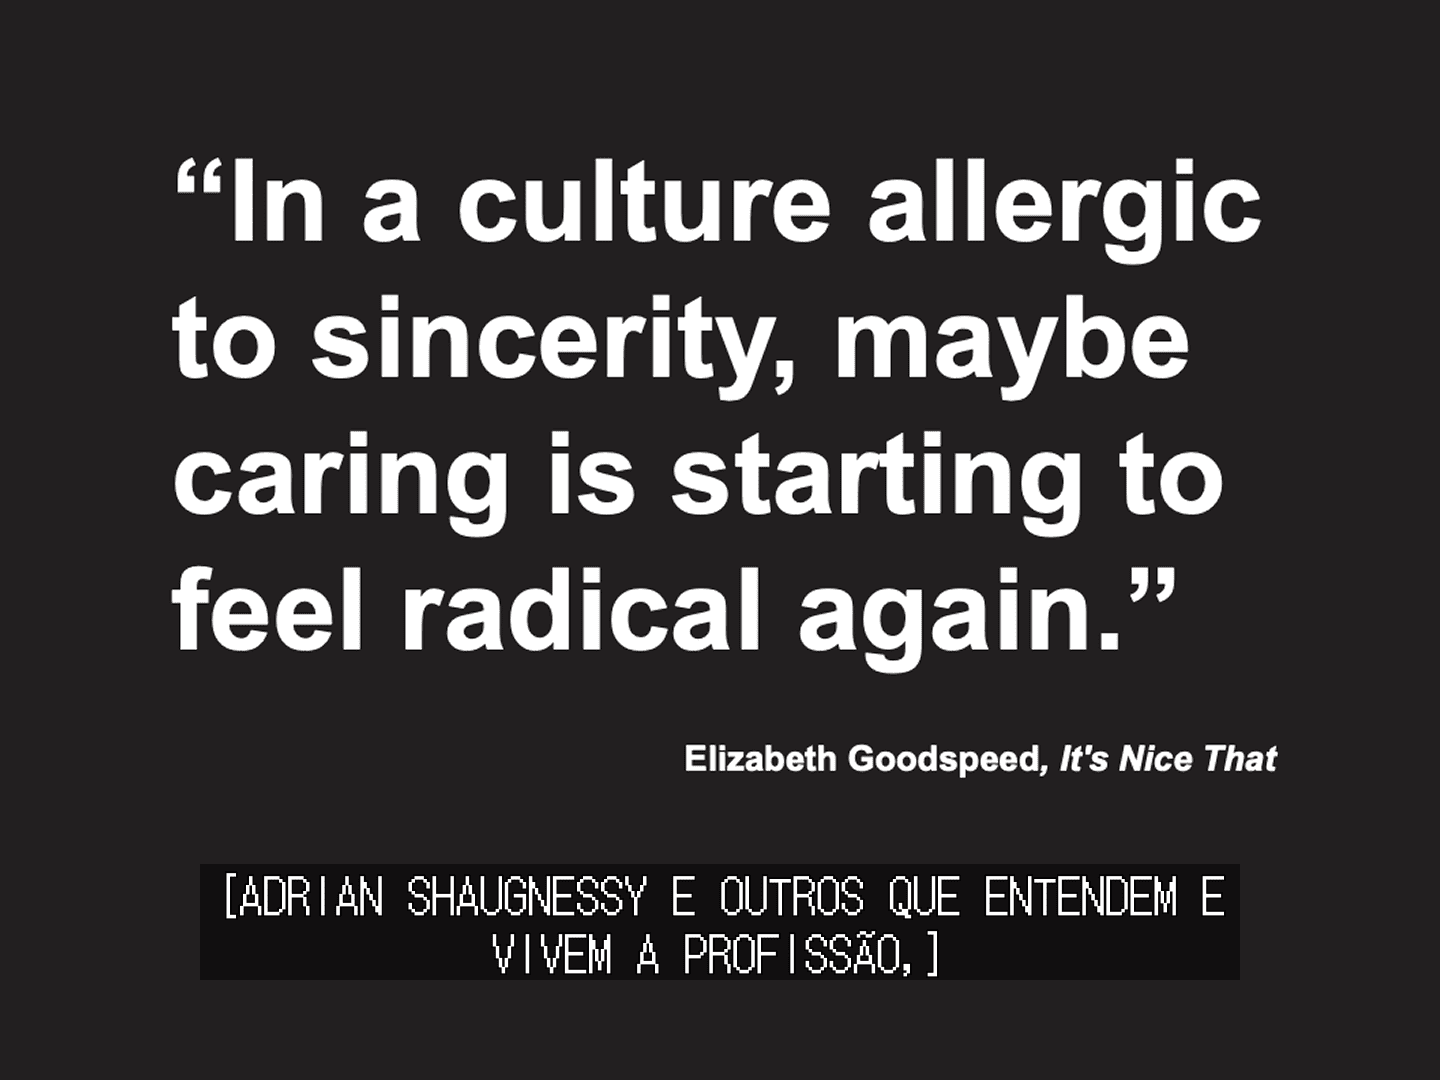 “In a culture allergic
to sincerity, maybe
caring is starting to
feel radical again.”
Elizabeth Goodspeed, It's Nice That
[ADRIAN SHAUGNESSY E OUTROS QUE ENTENDEM E
VIVEM A PROFISSÃO,]